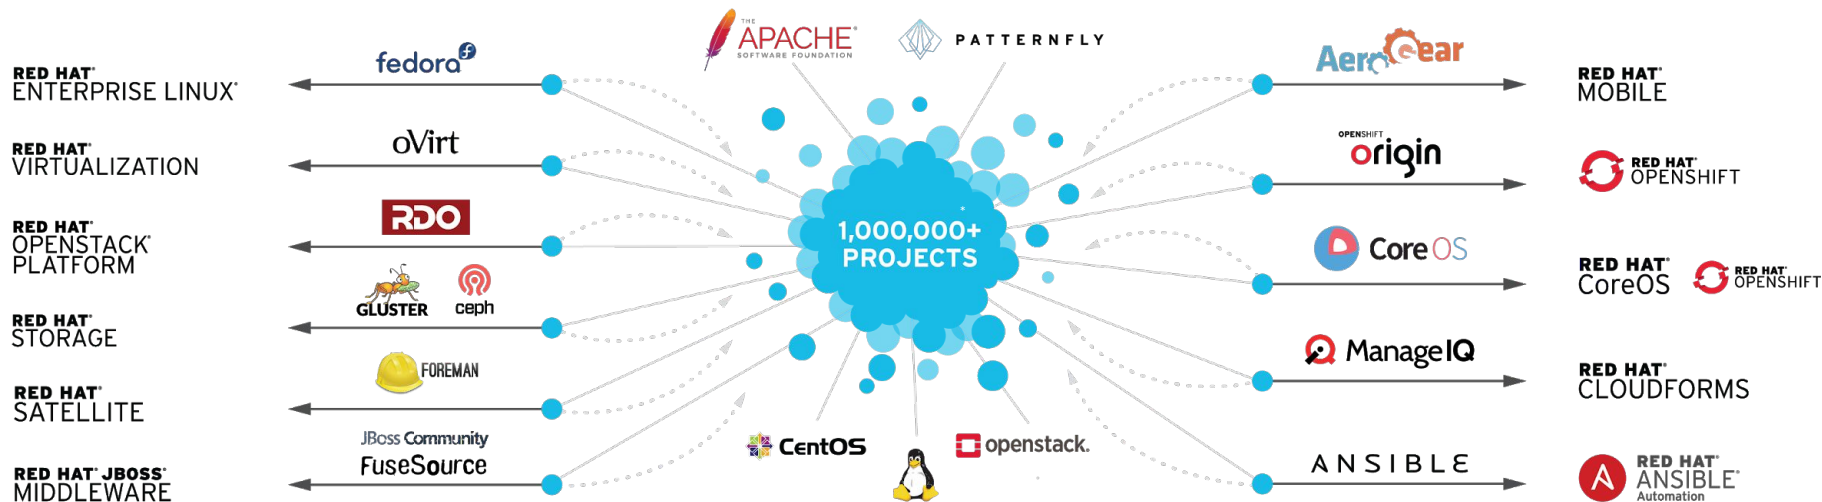 RED HAT®
ENTERPRISE LINUX®
fedora
RED HAT®
VIRTUALIZATION
oVirt
RED HAT®
OPENSTACK®
PLATFORM
RDO
RED HAT®
STORAGE
GLUSTER
ceph
RED HAT®
SATELLITE
FOREMAN
RED HAT® JBOSS®
MIDDLEWARE
JBoss Community
FuseSource
THE
APACHE®
SOFTWARE FOUNDATION
PATTERNFLY
*
1,000,000+
PROJECTS
CentOS
openstack.
AeroGear
RED HAT®
MOBILE
OPENSHIFT
origin
RED HAT®
OPENSHIFT
CoreOS
RED HAT®
CoreOS
RED HAT®
OPENSHIFT
ManageIQ
RED HAT®
CLOUDFORMS
ANSIBLE
RED HAT®
ANSIBLE®
Automation